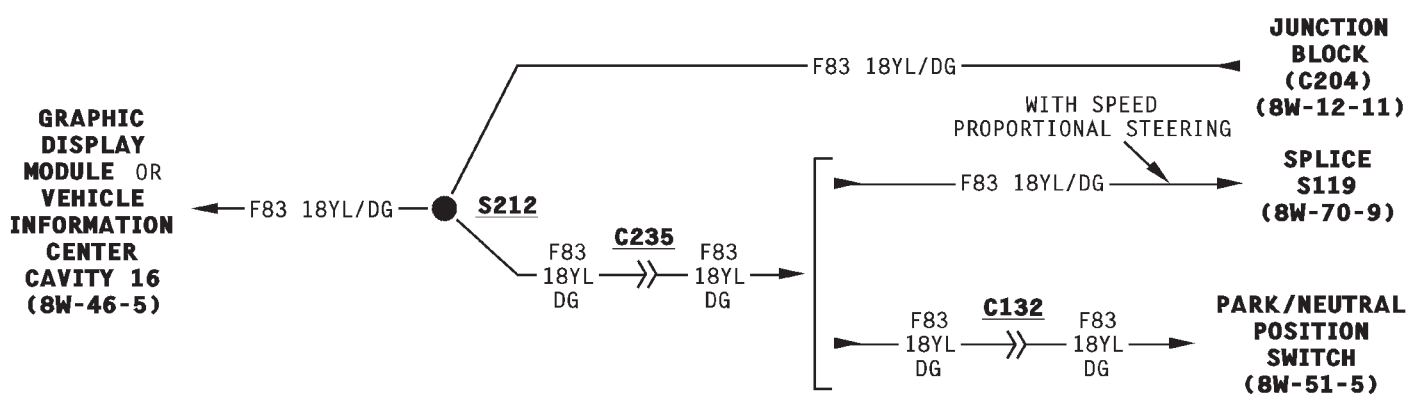 GRAPHIC
DISPLAY
MODULE OR
VEHICLE
INFORMATION
CENTER
CAVITY 16
(8W-46-5)
F83 18YL/DG
S212
F83 18YL/DG
JUNCTION
BLOCK
(C204)
(8W-12-11)
WITH SPEED
PROPORTIONAL STEERING
F83 18YL/DG
SPLICE
S119
(8W-70-9)
F83
18YL
DG
C235
F83
18YL
DG
F83
18YL
DG
C132
F83
18YL
DG
PARK/NEUTRAL
POSITION
SWITCH
(8W-51-5)